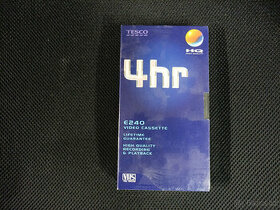 TESCO
HQ
4hr
E240
VIDEO CASSETTE
LIFETIME
GUARANTEE
HIGH QUALITY
RECORDING
& PLAYBACK
VHS